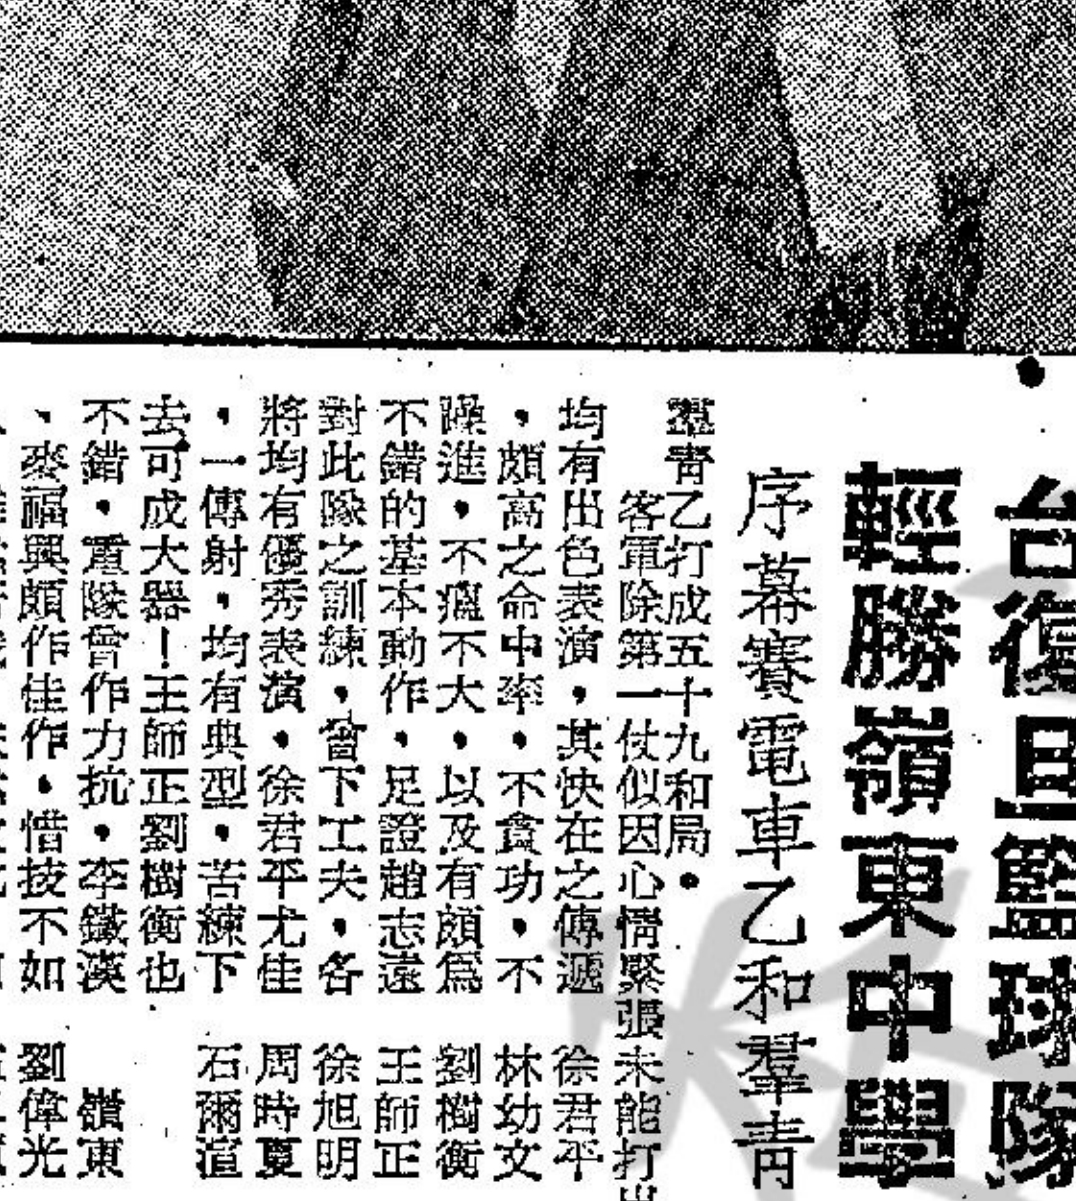 台復旦籃球隊
輕勝嶺東中學
序幕賽電車乙和羣青
羣青乙打成五十九和局•
客軍除第一仗似因心情緊張未能打出
均有出色表演,其快在之傳遞
,頗高之命中率,不貪功,不
躁進,不瘟不大,以及有頗爲
不錯的基本動作,足證趙志遠
對此隊之訓練,曾下工夫,各
將均有優秀表演,徐君平尤佳
,一傳射,均有典型,苦練下
去可成大器!王師正劉樹衡也
不錯,重隊曾作力抗,李鐵漢
、麥福興頗作佳作,惜技不如
徐君平
林幼文
劉樹衡
王師正
徐旭明
周時夏
石爾渲
嶺東
劉偉光